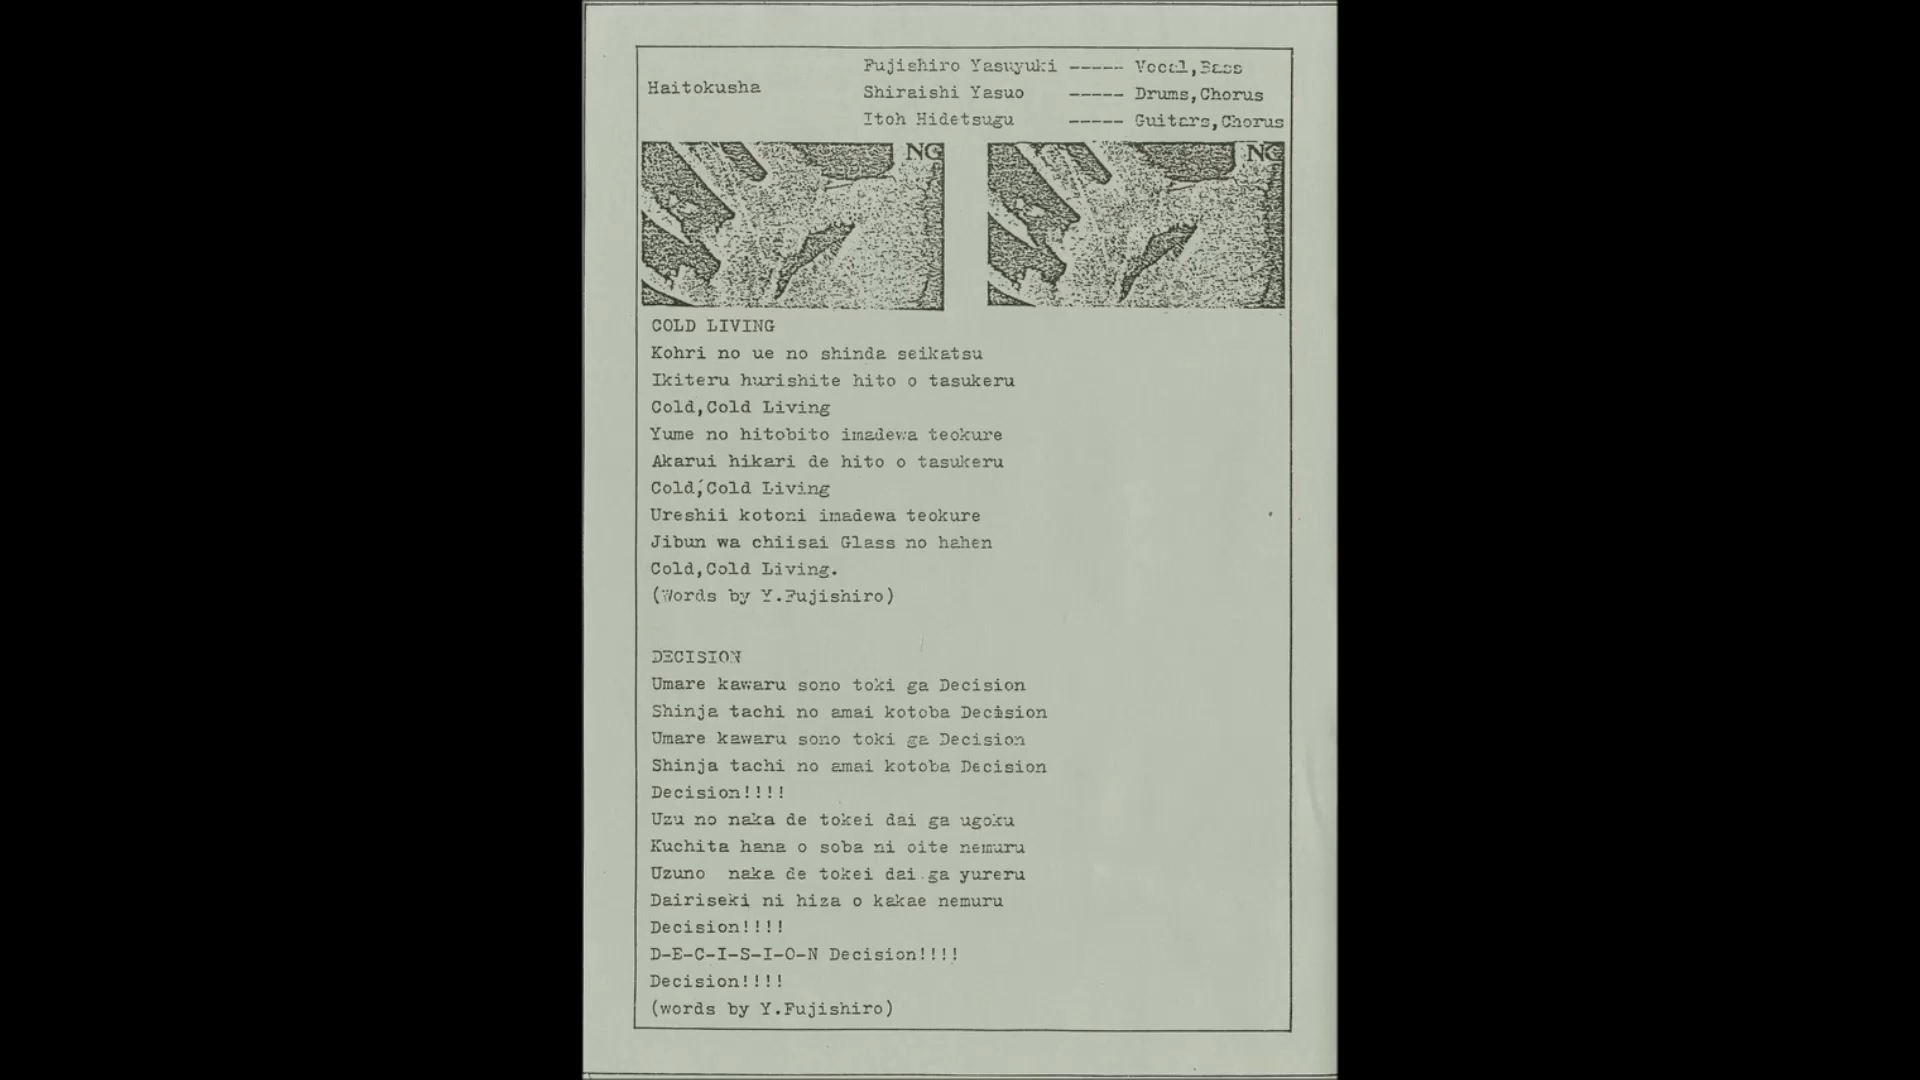 Haitokusha
Fujishiro Yasuyuki ----- Vocal,Bass
Shiraishi Yasuo ----- Drums,Chorus
Itoh Hidetsugu ----- Guitars,Chorus
NG
NG
COLD LIVING
Kohri no ue no shinda seikatsu
Ikiteru hurishite hito o tasukeru
Cold,Cold Living
Yume no hitobito imadewa teokure
Akarui hikari de hito o tasukeru
Cold,Cold Living
Ureshii kotoni imadewa teokure
Jibun wa chiisai Glass no hahen
Cold,Cold Living.
(Words by Y.Fujishiro)
DECISION
Umare kawaru sono toki ga Decision
Shinja tachi no amai kotoba Decision
Umare kawaru sono toki ga Decision
Shinja tachi no amai kotoba Decision
Decision!!!!
Uzu no naka de tokei dai ga ugoku
Kuchita hana o soba ni oite nemuru
Uzuno  naka de tokei dai ga yureru
Dairiseki ni hiza o kakae nemuru
Decision!!!!
D-E-C-I-S-I-O-N Decision!!!!
Decision!!!!
(words by Y.Fujishiro)